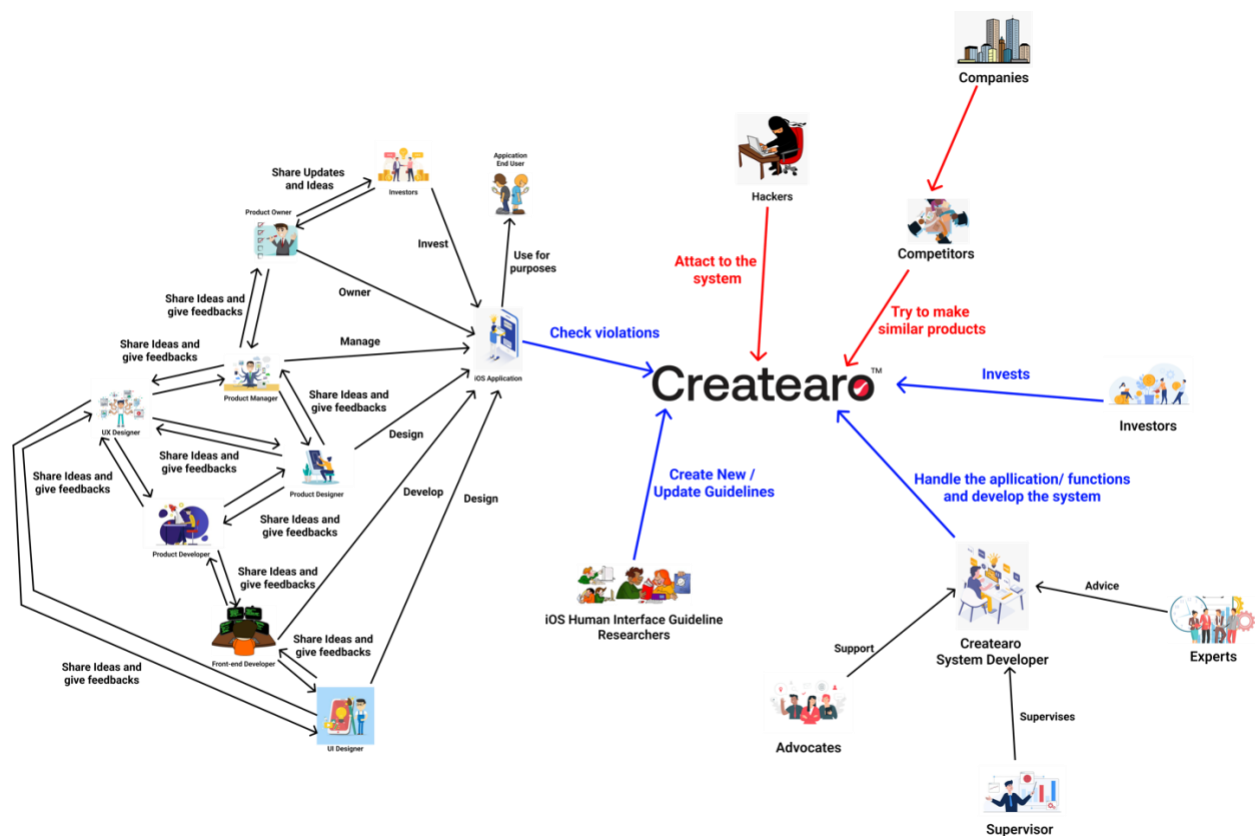 Companies
Hackers
Attact to the
system
Competitors
Try to make
similar products
Appication
End User
Share Updates
and Ideas
Investors
Product Owner
Invest
Use for
purposes
Owner
Share Ideas and
give feedbacks
Share Ideas and
give feedbacks
Manage
iOS Application
Check violations
Createaro™
Invests
Investors
Product Manager
Share Ideas and
give feedbacks
UX Designer
Design
Share Ideas and
give feedbacks
Share Ideas and
give feedbacks
Product Designer
Develop
Design
Create New /
Update Guidelines
Handle the apllication/ functions
and develop the system
Share Ideas and
give feedbacks
Product Developer
Share Ideas and
give feedbacks
Advice
iOS Human Interface Guideline
Researchers
Createaro
System Developer
Experts
Share Ideas and
give feedbacks
Front-end Developer
Share Ideas and
give feedbacks
Support
Supervises
UI Designer
Advocates
Supervisor